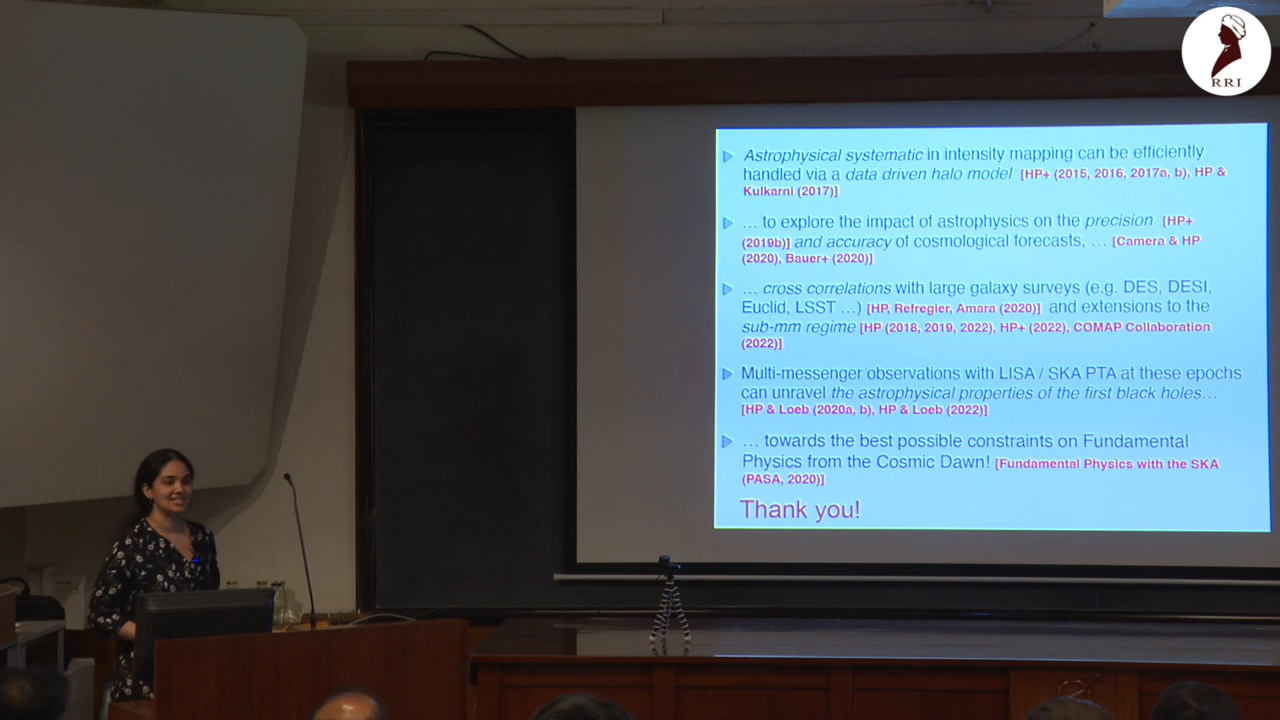 RRI
Astrophysical systematic in intensity mapping can be efficiently
handled via a data driven halo model [HP+ (2015, 2016, 2017a, b), HP &
Kulkarni (2017)]
… to explore the impact of astrophysics on the precision [HP+
(2019b)] and accuracy of cosmological forecasts, … [Camera & HP
(2020), Bauer+ (2020)]
… cross correlations with large galaxy surveys (e.g. DES, DESI,
Euclid, LSST …) [HP, Refregier, Amara (2020)] and extensions to the
sub-mm regime [HP (2018, 2019, 2022), HP+ (2022), COMAP Collaboration
(2022)]
Multi-messenger observations with LISA / SKA PTA at these epochs
can unravel the astrophysical properties of the first black holes…
[HP & Loeb (2020a, b), HP & Loeb (2022)]
… towards the best possible constraints on Fundamental
Physics from the Cosmic Dawn! [Fundamental Physics with the SKA
(PASA, 2020)]
Thank you!